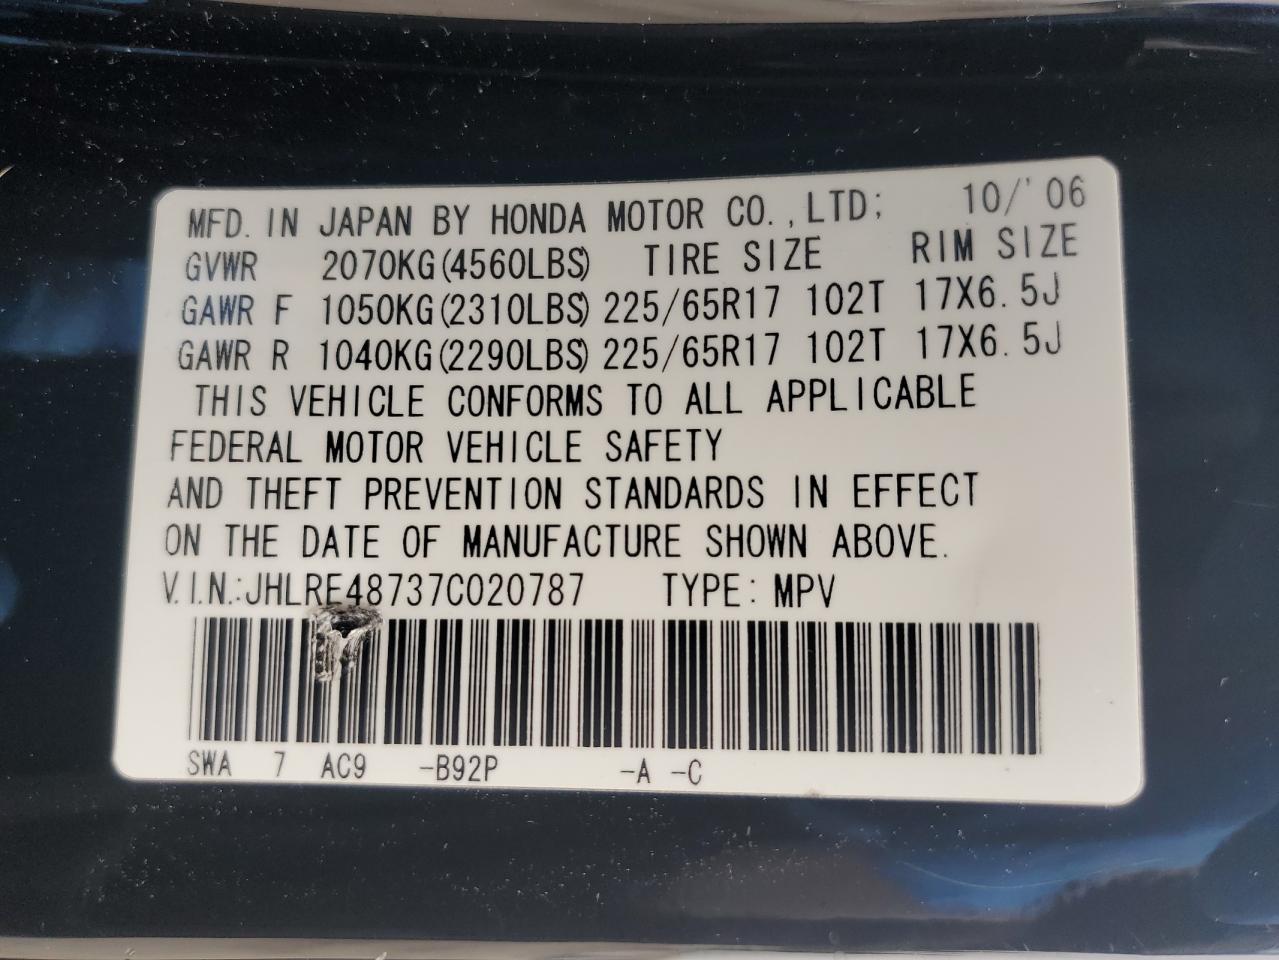 MFD. IN JAPAN BY HONDA MOTOR CO.,LTD; 10/'06
GVWR 2070KG(4560LBS) TIRE SIZE RIM SIZE
GAWR F 1050KG(2310LBS) 225/65R17 102T 17X6.5J
GAWR R 1040KG(2290LBS) 225/65R17 102T 17X6.5J
THIS VEHICLE CONFORMS TO ALL APPLICABLE
FEDERAL MOTOR VEHICLE SAFETY
AND THEFT PREVENTION STANDARDS IN EFFECT
ON THE DATE OF MANUFACTURE SHOWN ABOVE.
V.I.N.:JHLRE48737C020787 TYPE: MPV
SWA 7 AC9 -B92P -A -C